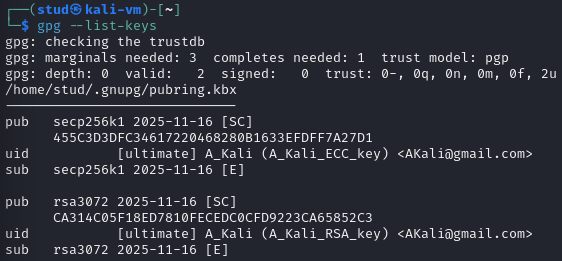 ┌──(stud㉿kali-vm)-[~]
└─$ gpg --list-keys
gpg: checking the trustdb
gpg: marginals needed: 3  completes needed: 1  trust model: pgp
gpg: depth: 0  valid:   2  signed:   0  trust: 0-, 0q, 0n, 0m, 0f, 2u
/home/stud/.gnupg/pubring.kbx
-----------------------------
pub   secp256k1 2025-11-16 [SC]
      455C3D3DFC34617220468280B1633EFDFF7A27D1
uid           [ultimate] A_Kali (A_Kali_ECC_key) <AKali@gmail.com>
sub   secp256k1 2025-11-16 [E]

pub   rsa3072 2025-11-16 [SC]
      CA314C05F18ED7810FECEDC0CFD9223CA65852C3
uid           [ultimate] A_Kali (A_Kali_RSA_key) <AKali@gmail.com>
sub   rsa3072 2025-11-16 [E]